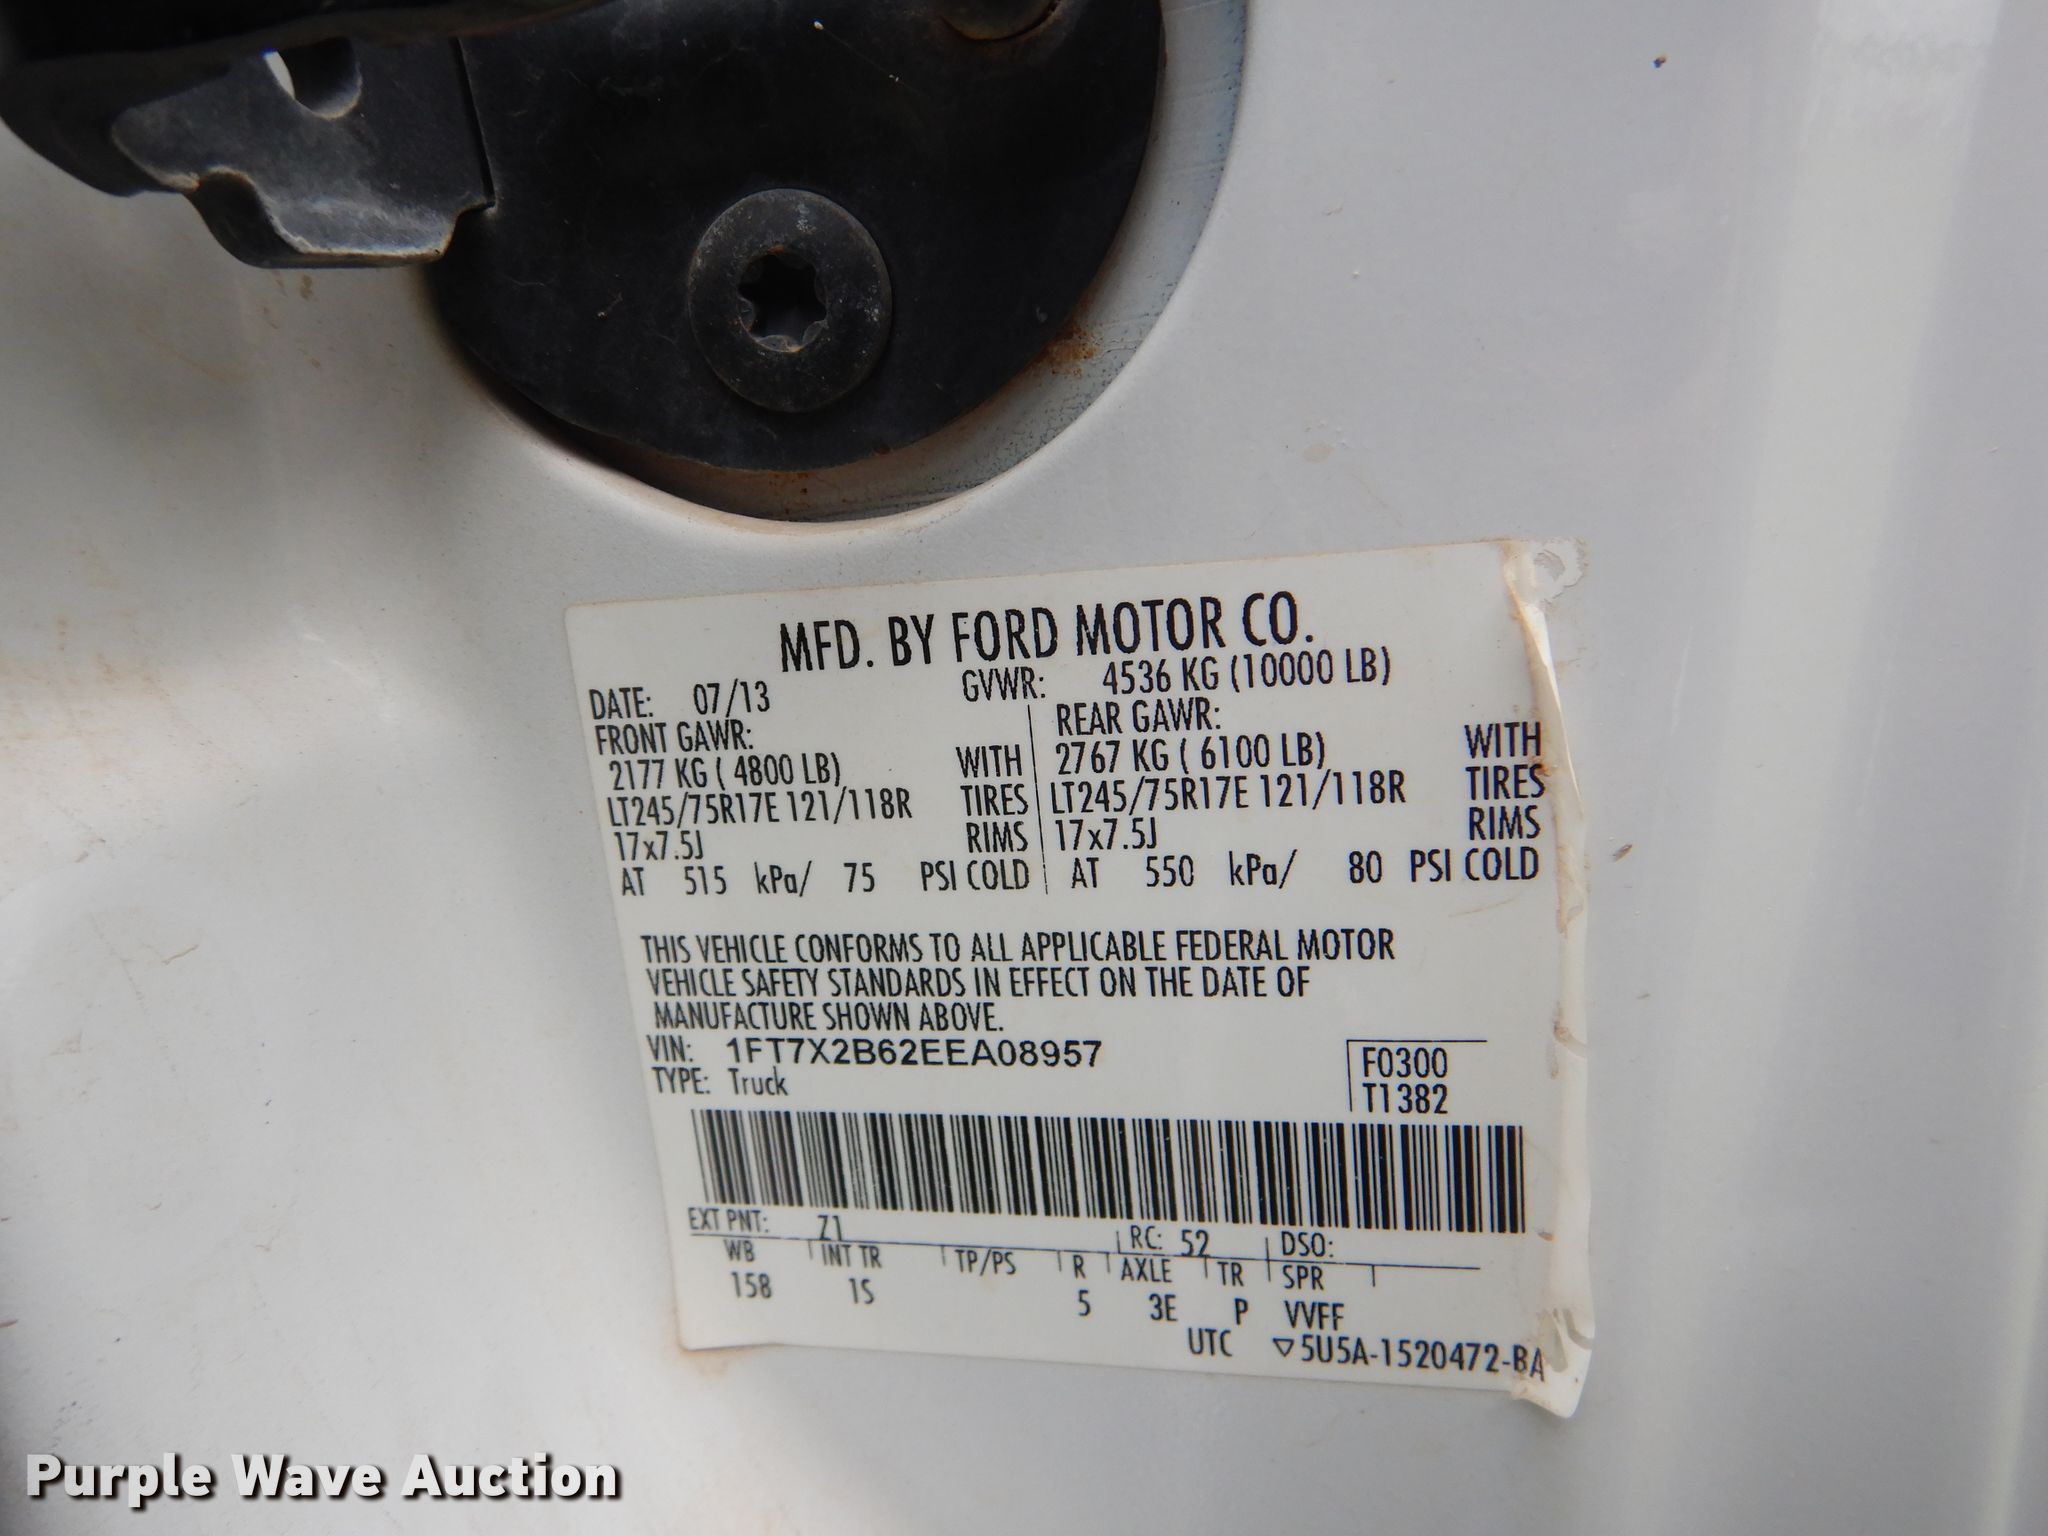 MFD. BY FORD MOTOR CO.
DATE: 07/13 GVWR: 4536 KG (10000 LB)
FRONT GAWR: REAR GAWR:
2177 KG ( 4800 LB) WITH 2767 KG ( 6100 LB) WITH
LT245/75R17E 121/118R TIRES LT245/75R17E 121/118R TIRES
17x7.5J RIMS 17x7.5J RIMS
AT 515 kPa/ 75 PSI COLD AT 550 kPa/ 80 PSI COLD
THIS VEHICLE CONFORMS TO ALL APPLICABLE FEDERAL MOTOR
VEHICLE SAFETY STANDARDS IN EFFECT ON THE DATE OF
MANUFACTURE SHOWN ABOVE.
VIN: 1FT7X2B62EEA08957 F0300
TYPE: Truck T1382
EXT PNT: Z1 RC: 52 DSO:
WB INT TR TP/PS R AXLE TR SPR
158 1S 5 3E P VVFF
UTC ▽5U5A-1520472-BA
Purple Wave Auction